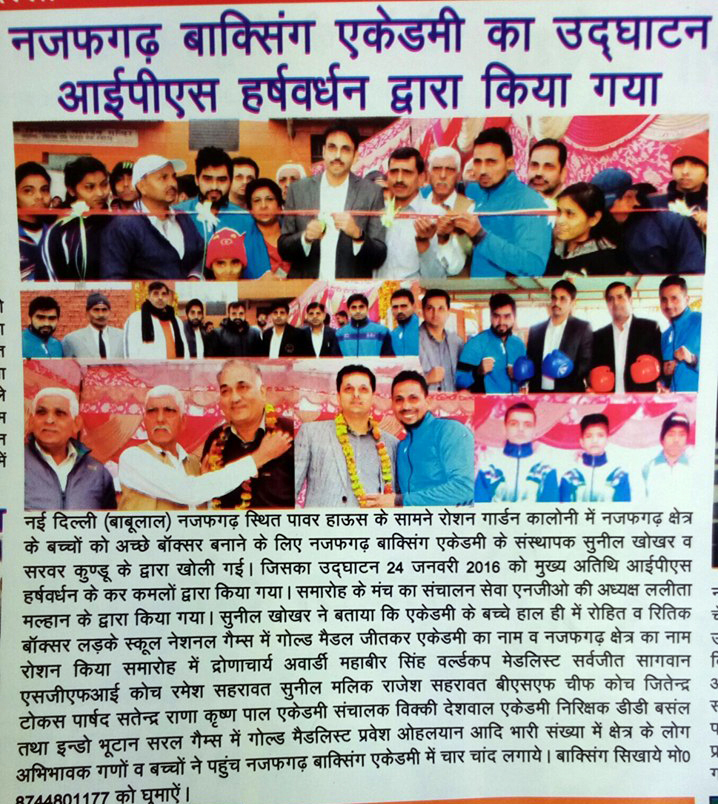 नजफगढ़ बाक्सिंग एकेडमी का उद्घाटन
आईपीएस हर्षवर्धन द्वारा किया गया
नई दिल्ली (बाबूलाल) नजफगढ़ स्थित पावर हाऊस के सामने रोशन गार्डन कालोनी में नजफगढ़ क्षेत्र
के बच्चों को अच्छे बॉक्सर बनाने के लिए नजफगढ़ बाक्सिंग एकेडमी के संस्थापक सुनील खोखर व
सरवर कुण्डू के द्वारा खोली गई। जिसका उद्घाटन 24 जनवरी 2016 को मुख्य अतिथि आईपीएस
हर्षवर्धन के कर कमलों द्वारा किया गया। समारोह के मंच का संचालन सेवा एनजीओ की अध्यक्ष ललीता
मल्हान के द्वारा किया गया। सुनील खोखर ने बताया कि एकेडमी के बच्चे हाल ही में रोहित व रितिक
बॉक्सर लड़के स्कूल नेशनल गैम्स में गोल्ड मैडल जीतकर एकेडमी का नाम व नजफगढ़ क्षेत्र का नाम
रोशन किया समारोह में द्रोणाचार्य अवार्डी महाबीर सिंह वर्ल्डकप मेडलिस्ट सर्वजीत सागवान
एसजीएफआई कोच रमेश सहरावत सुनील मलिक राजेश सहरावत बीएसएफ चीफ कोच जितेन्द्र
टोकस पार्षद सतेन्द्र राणा कृष्ण पाल एकेडमी संचालक विक्की देशवाल एकेडमी निरिक्षक डीडी बसंल
तथा इन्डो भूटान सरल गैम्स में गोल्ड मैडलिस्ट प्रवेश ओहलयान आदि भारी संख्या में क्षेत्र के लोग
अभिभावक गणों व बच्चों ने पहुंच नजफगढ़ बाक्सिंग एकेडमी में चार चांद लगाये। बाक्सिंग सिखाये मो0
8744801177 को घुमाऐं।